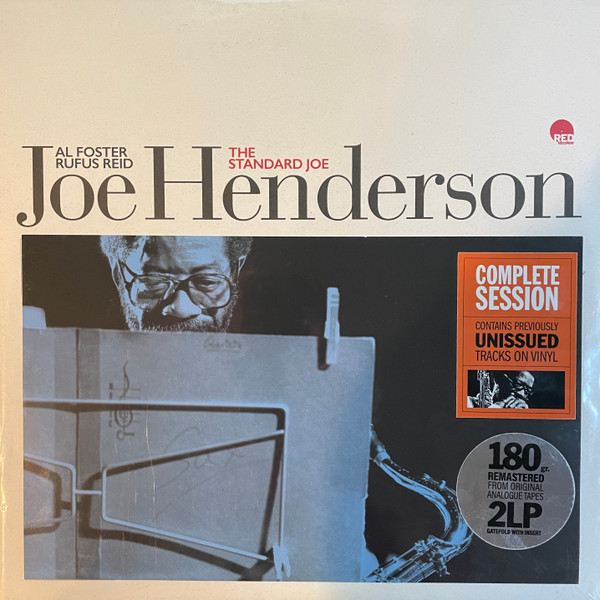 AL FOSTER
RUFUS REID
THE
STANDARD JOE
RED
Joe Henderson
COMPLETE
SESSION
CONTAINS PREVIOUSLY
UNISSUED
TRACKS ON VINYL
180 gr.
REMASTERED
FROM ORIGINAL
ANALOGUE TAPES
2LP
GATEFOLD WITH INSERT